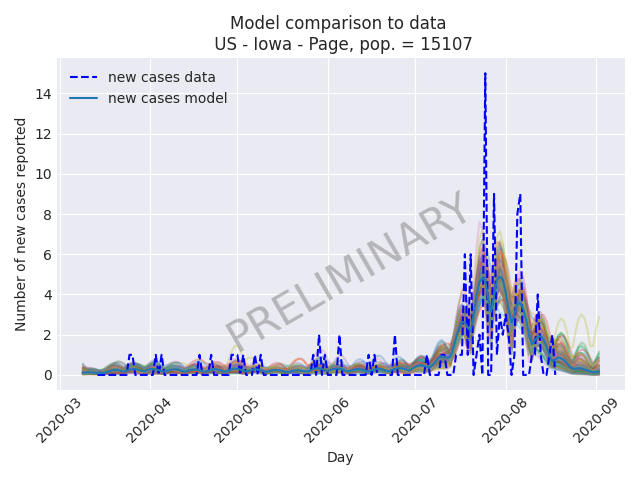 Model comparison to data
US - Iowa - Page, pop. = 15107
new cases data
new cases model
PRELIMINARY
Number of new cases reported
14
12
10
8
6
4
2
0
2020-03
2020-04
2020-05
2020-06
2020-07
2020-08
2020-09
Day